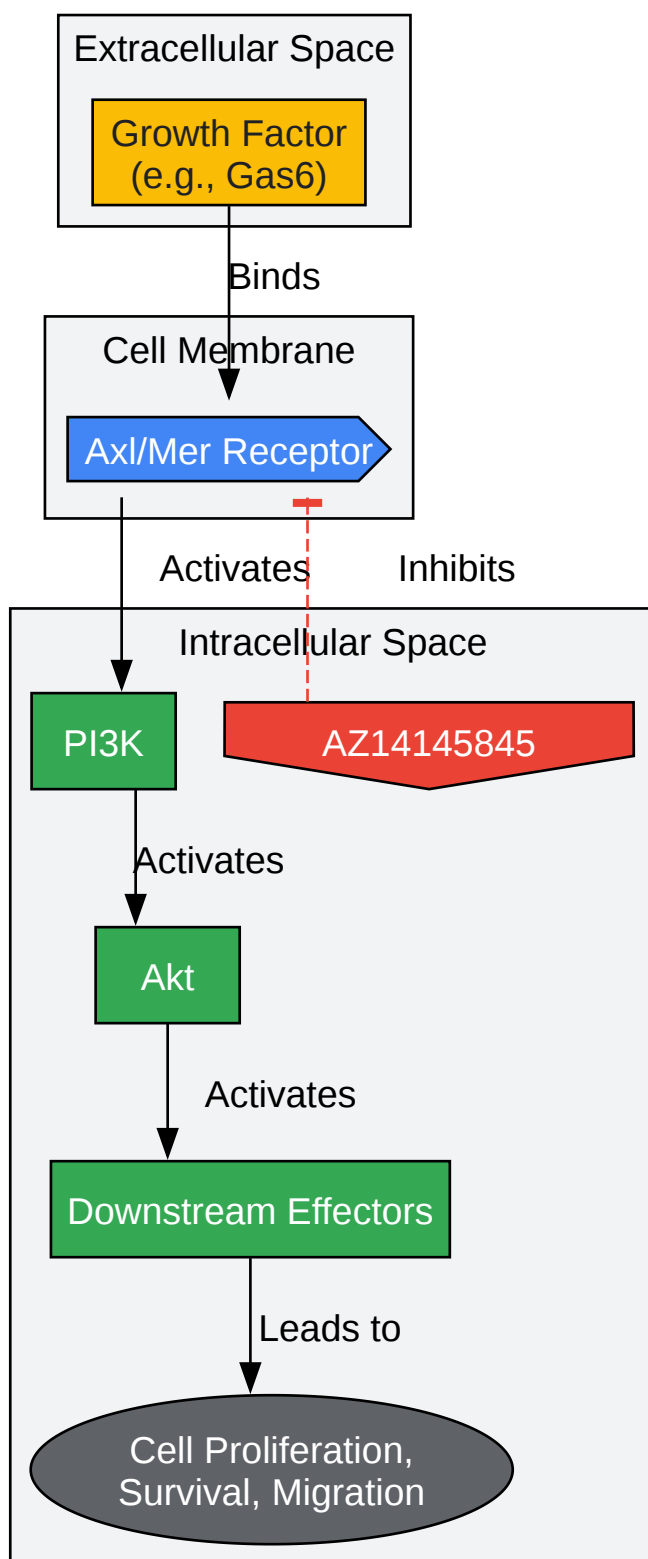 Extracellular Space
Growth Factor
(e.g., Gas6)
Binds
Cell Membrane
Axl/Mer Receptor
Activates
Inhibits
Intracellular Space
PI3K
AZ14145845
Activates
Akt
Activates
Downstream Effectors
Leads to
Cell Proliferation,
Survival, Migration